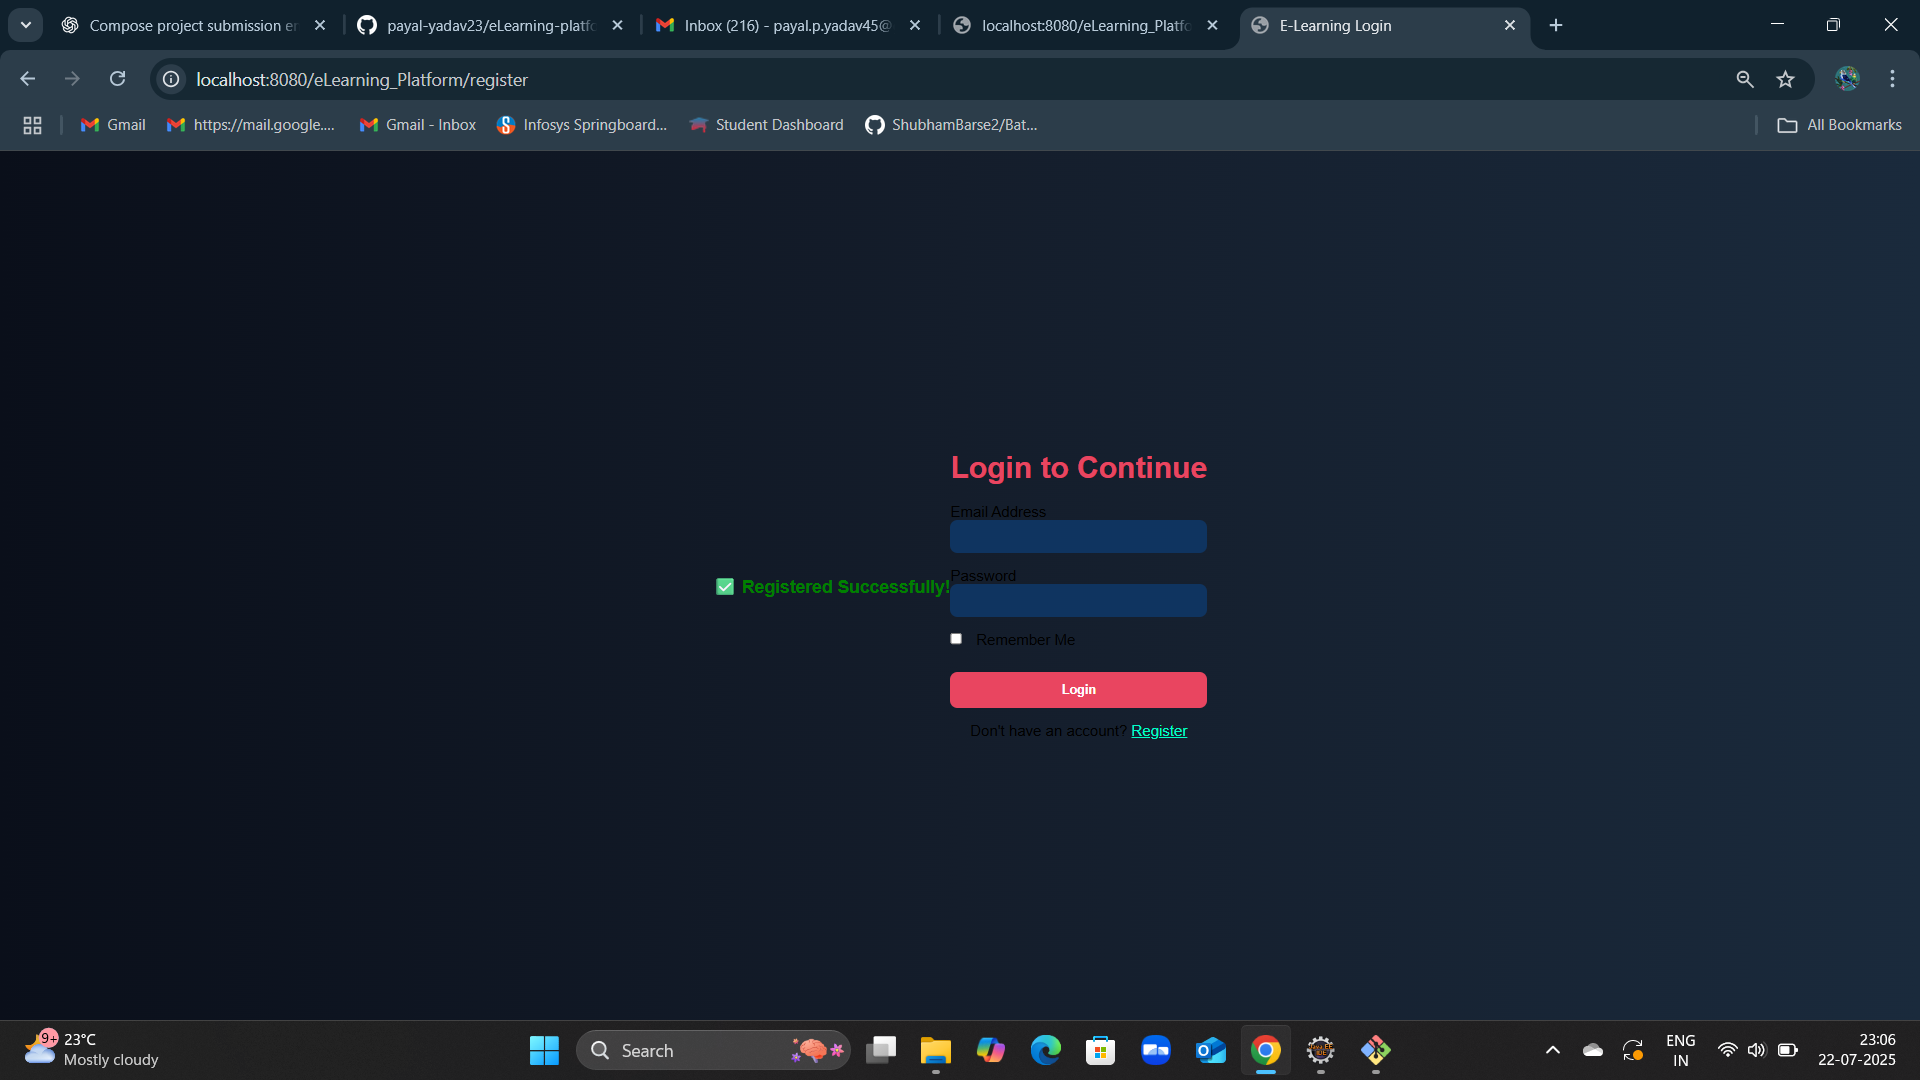 Compose project submission er
payal-yadav23/eLearning-platfo
Inbox (216) - payal.p.yadav45@
localhost:8080/eLearning_Platfo
E-Learning Login
localhost:8080/eLearning_Platform/register
Gmail
https://mail.google....
Gmail - Inbox
Infosys Springboard...
Student Dashboard
ShubhamBarse2/Bat...
All Bookmarks
Login to Continue
Email Address
Password
✅ Registered Successfully!
Remember Me
Login
Don't have an account? Register
9+
23°C
Mostly cloudy
Search
ENG
IN
23:06
22-07-2025